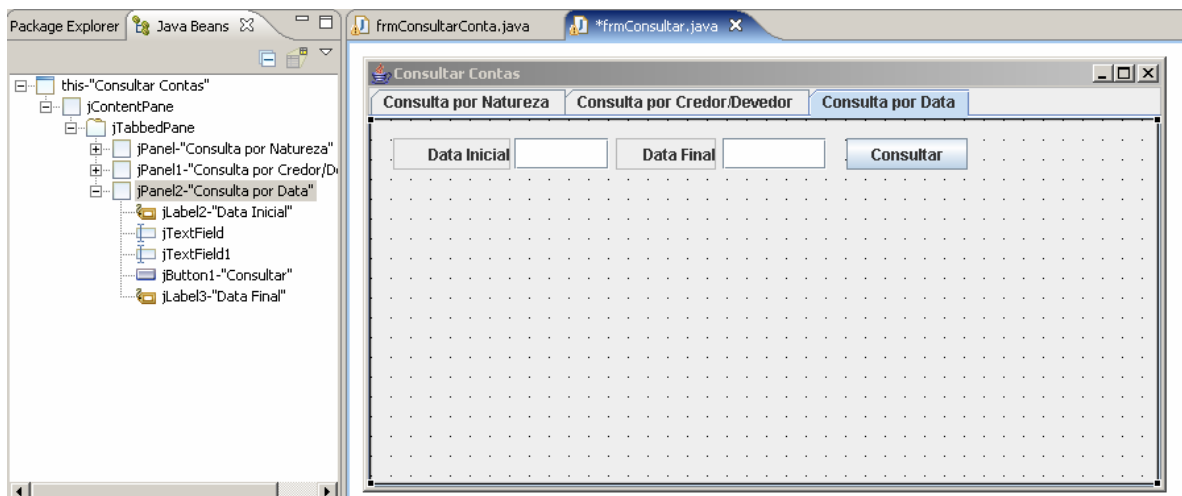 Package Explorer Java Beans frmConsultarConta.java *frmConsultar.java
this-"Consultar Contas"
jContentPane
jTabbedPane
jPanel-"Consulta por Natureza"
jPanel1-"Consulta por Credor/D
jPanel2-"Consulta por Data"
jLabel2-"Data Inicial"
jTextField
jTextField1
jButton1-"Consultar"
jLabel3-"Data Final"
Consultar Contas
Consulta por Natureza Consulta por Credor/Devedor Consulta por Data
Data Inicial Data Final Consultar